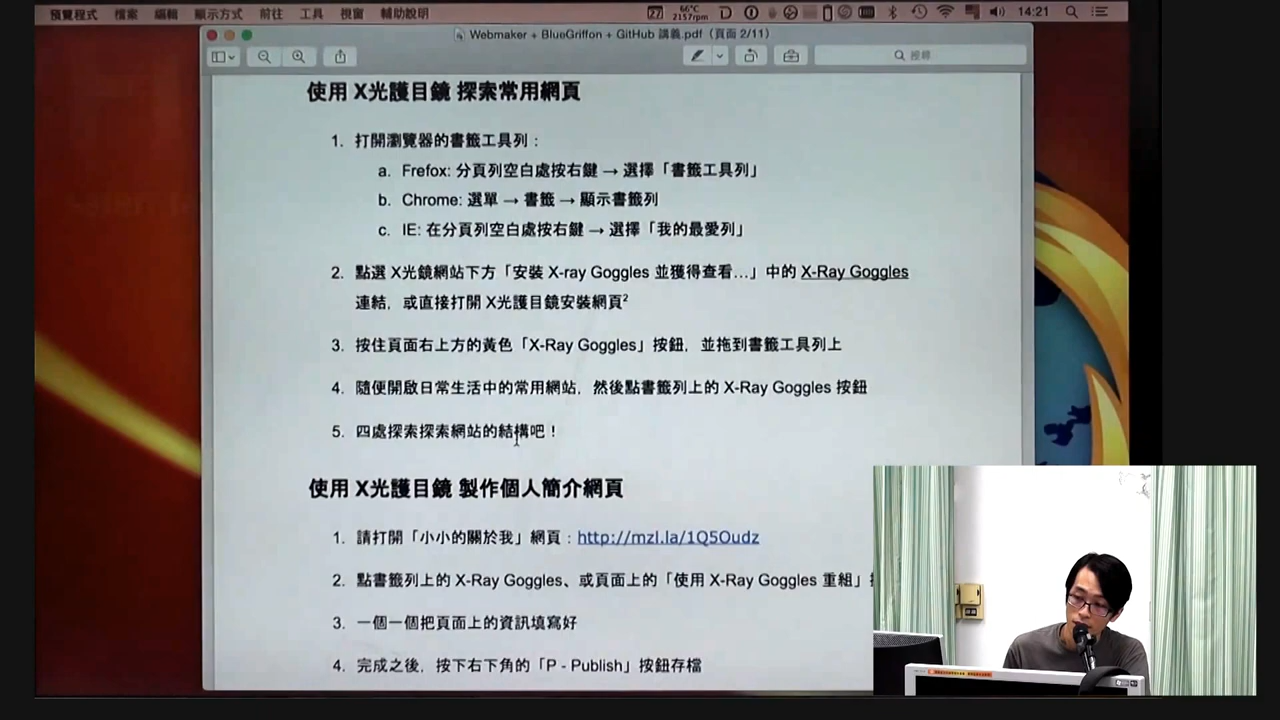 預覽程式 檔案 編輯 顯示方式 前往 工具 視窗 輔助說明
27 66°C 2157rpm 14:21
Webmaker + BlueGriffon + GitHub 講義.pdf (頁面 2/11)
搜尋
使用 X光護目鏡 探索常用網頁
1. 打開瀏覽器的書籤工具列：
a. Frefox: 分頁列空白處按右鍵 → 選擇「書籤工具列」
b. Chrome: 選單 → 書籤 → 顯示書籤列
c. IE: 在分頁列空白處按右鍵 → 選擇「我的最愛列」
2. 點選 X光鏡網站下方「安裝 X-ray Goggles 並獲得查看…」中的 X-Ray Goggles
連結，或直接打開 X光護目鏡安裝網頁2
3. 按住頁面右上方的黃色「X-Ray Goggles」按鈕，並拖到書籤工具列上
4. 隨便開啟日常生活中的常用網站，然後點書籤列上的 X-Ray Goggles 按鈕
5. 四處探索探索網站的結構吧！
使用 X光護目鏡 製作個人簡介網頁
1. 請打開「小小的關於我」網頁：http://mzl.la/1Q5Oudz
2. 點書籤列上的 X-Ray Goggles、或頁面上的「使用 X-Ray Goggles 重組」
3. 一個一個把頁面上的資訊填寫好
4. 完成之後，按下右下角的「P - Publish」按鈕存檔